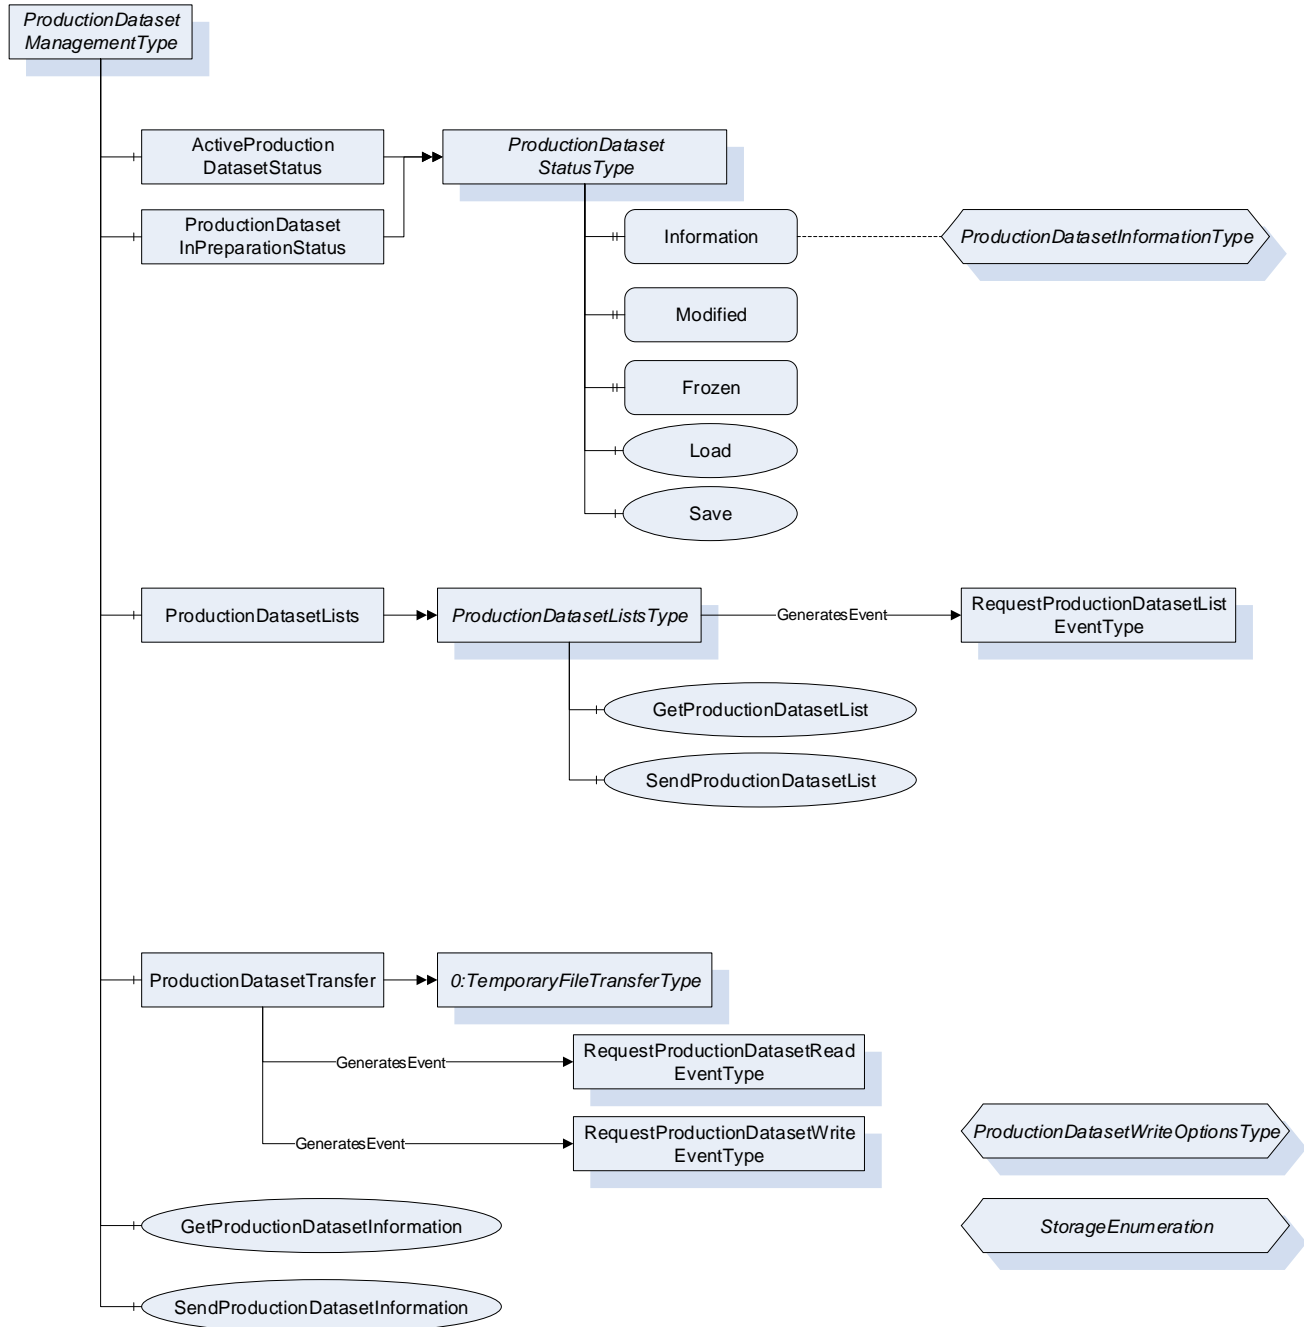 ProductionDataset
ManagementType
ActiveProduction
DatasetStatus
ProductionDataset
StatusType
ProductionDataset
InPreparationStatus
Information
ProductionDatasetInformationType
Modified
Frozen
Load
Save
ProductionDatasetLists
ProductionDatasetListsType
GeneratesEvent
RequestProductionDatasetList
EventType
GetProductionDatasetList
SendProductionDatasetList
ProductionDatasetTransfer
0:TemporaryFileTransferType
GeneratesEvent
RequestProductionDatasetRead
EventType
GeneratesEvent
RequestProductionDatasetWrite
EventType
ProductionDatasetWriteOptionsType
GetProductionDatasetInformation
StorageEnumeration
SendProductionDatasetInformation